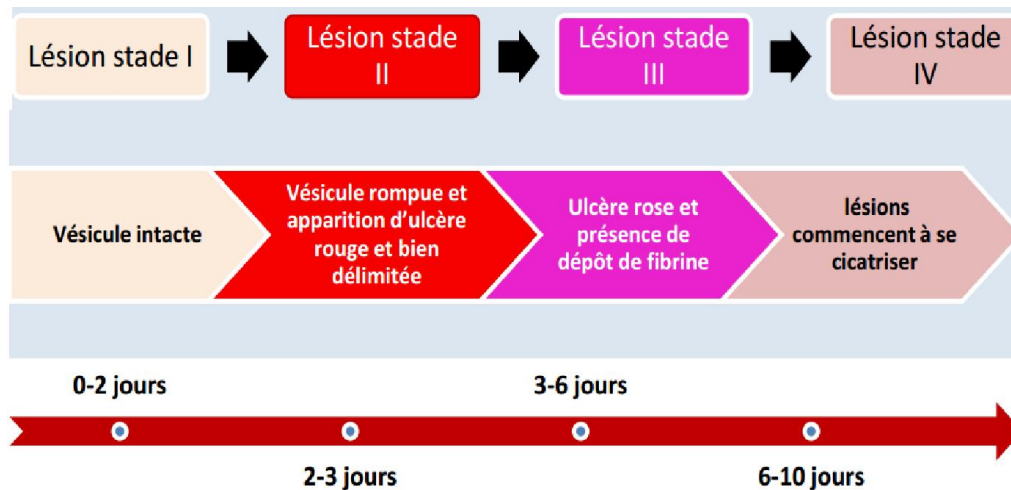 Lésion stade I
Lésion stade
II
Lésion stade
III
Lésion stade
IV
Vésicule intacte
Vésicule rompue et
apparition d'ulcère
rouge et bien
délimitée
Ulcère rose et
présence de
dépôt de fibrine
lésions
commencent à se
cicatriser
0-2 jours
2-3 jours
3-6 jours
6-10 jours